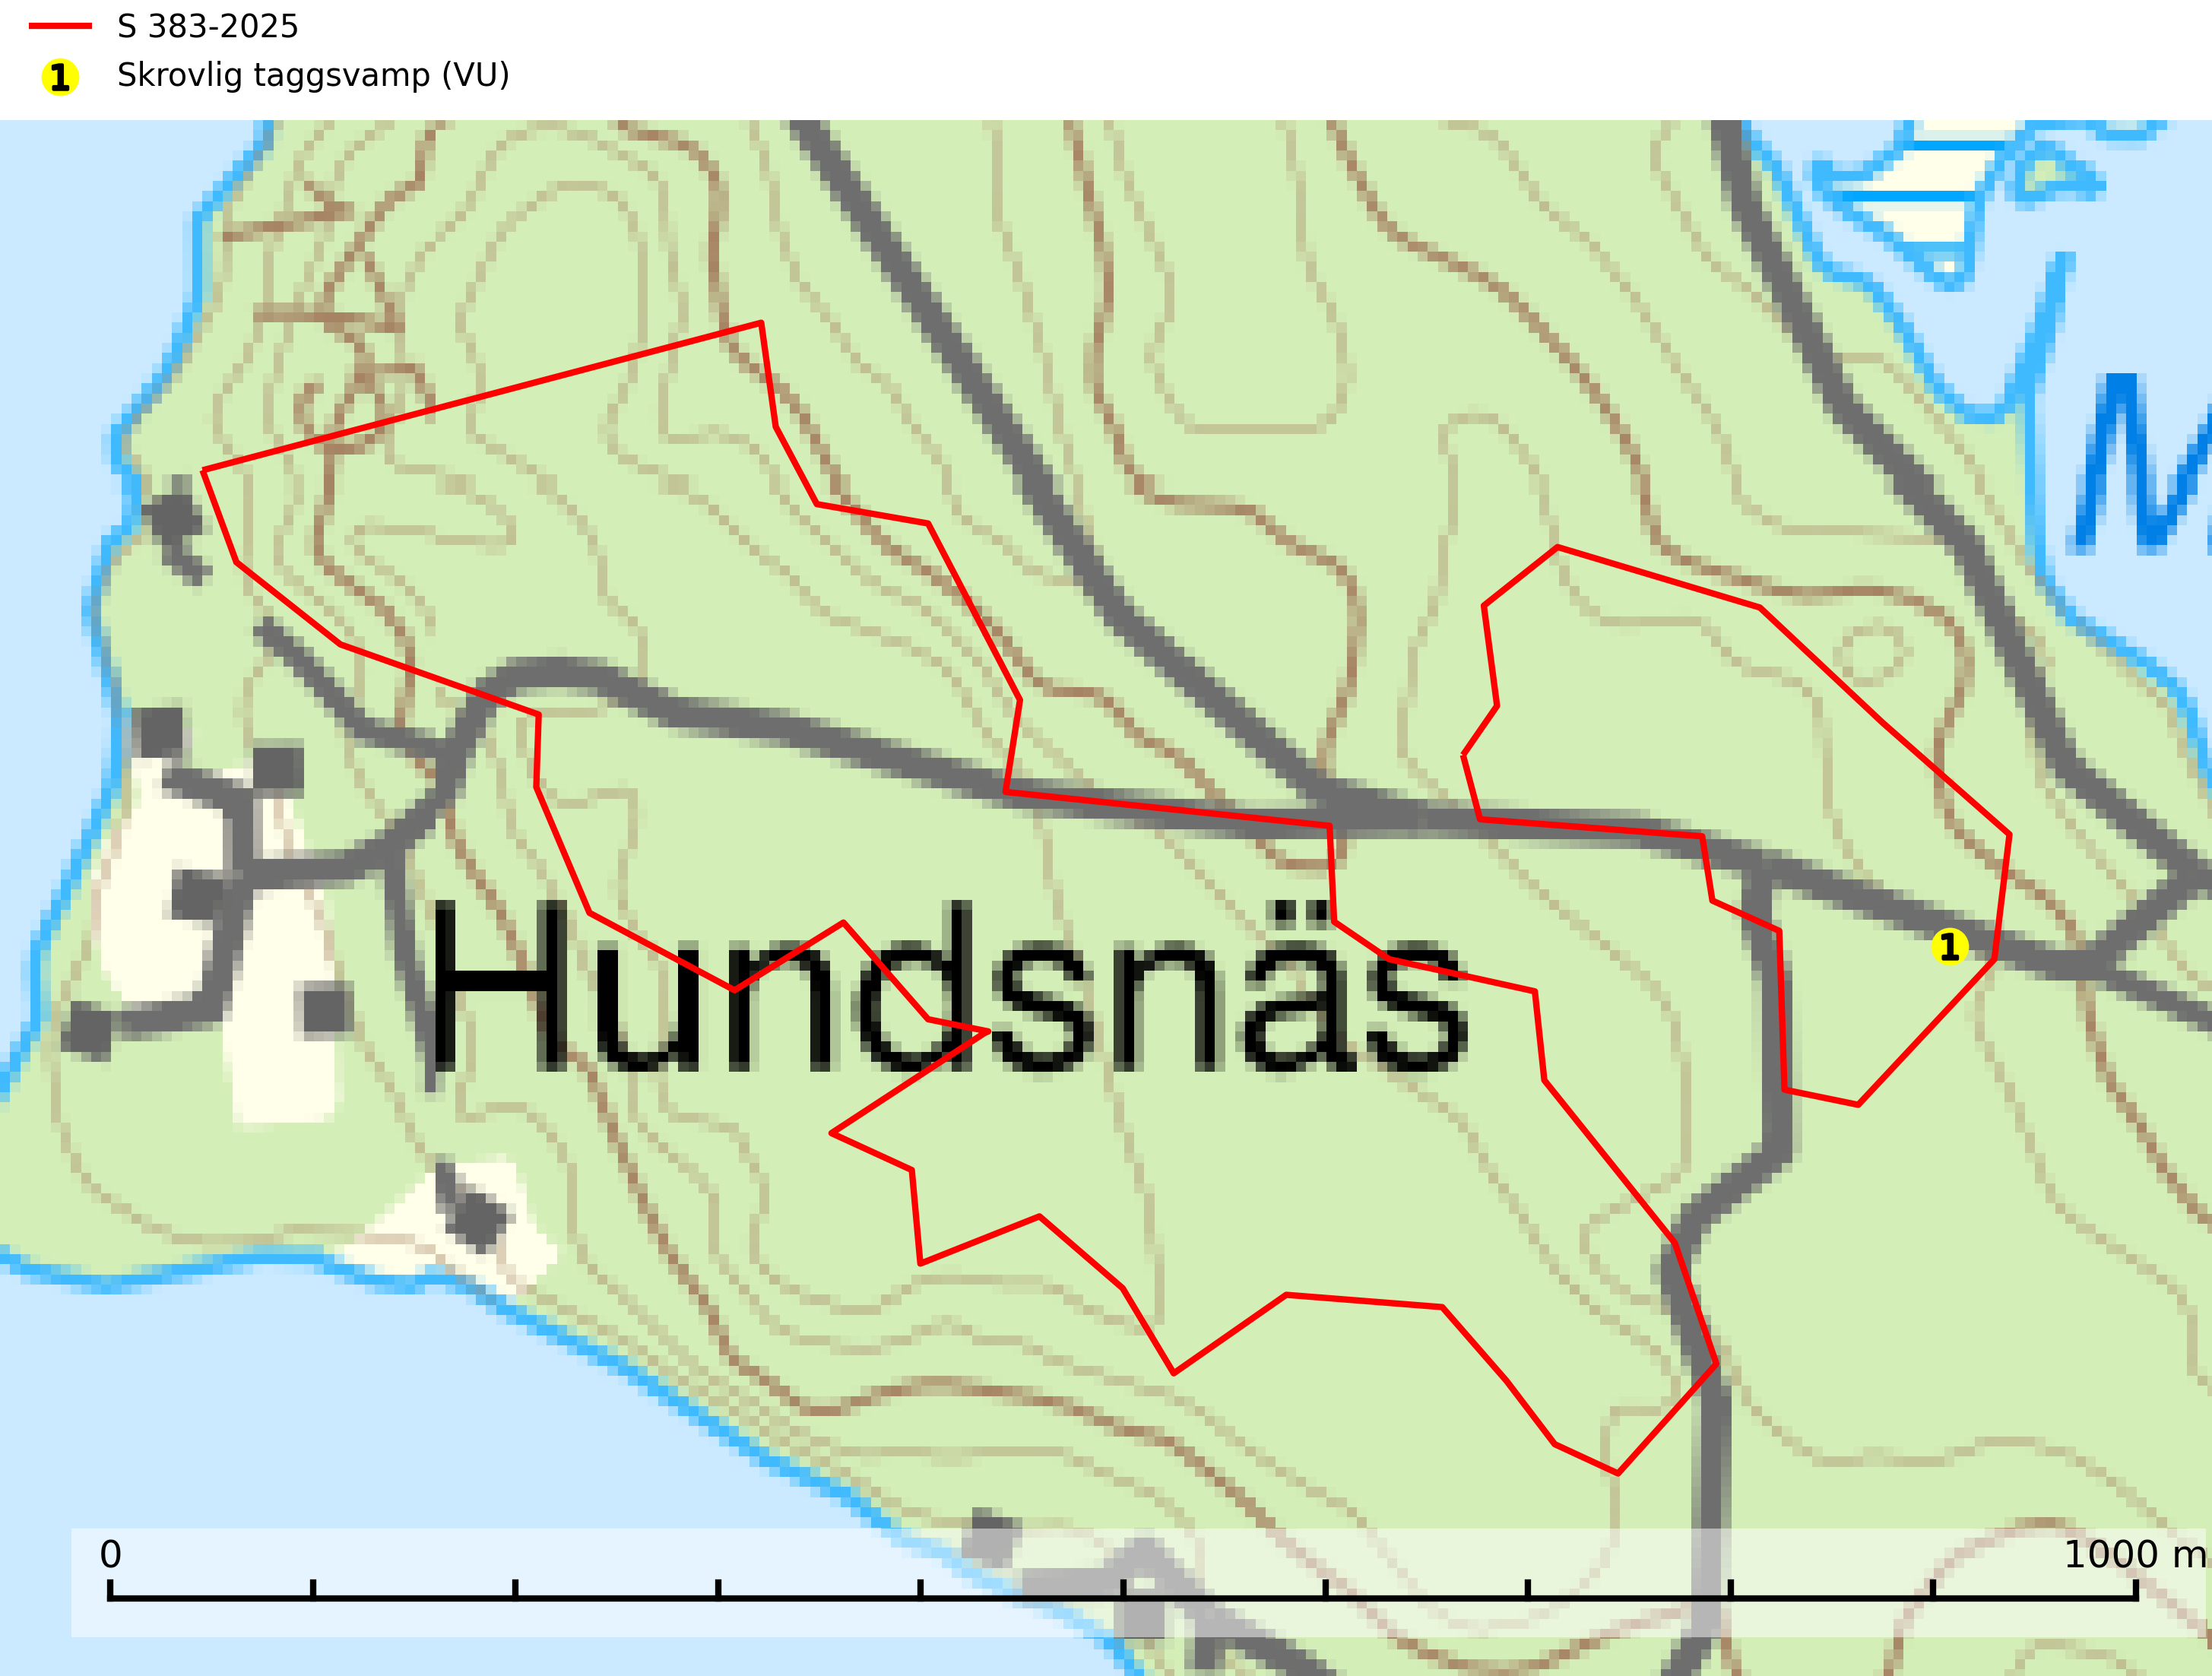 S 383-2025
1 Skrovlig taggsvamp (VU)
Hundsnäs
1
0 1000 m